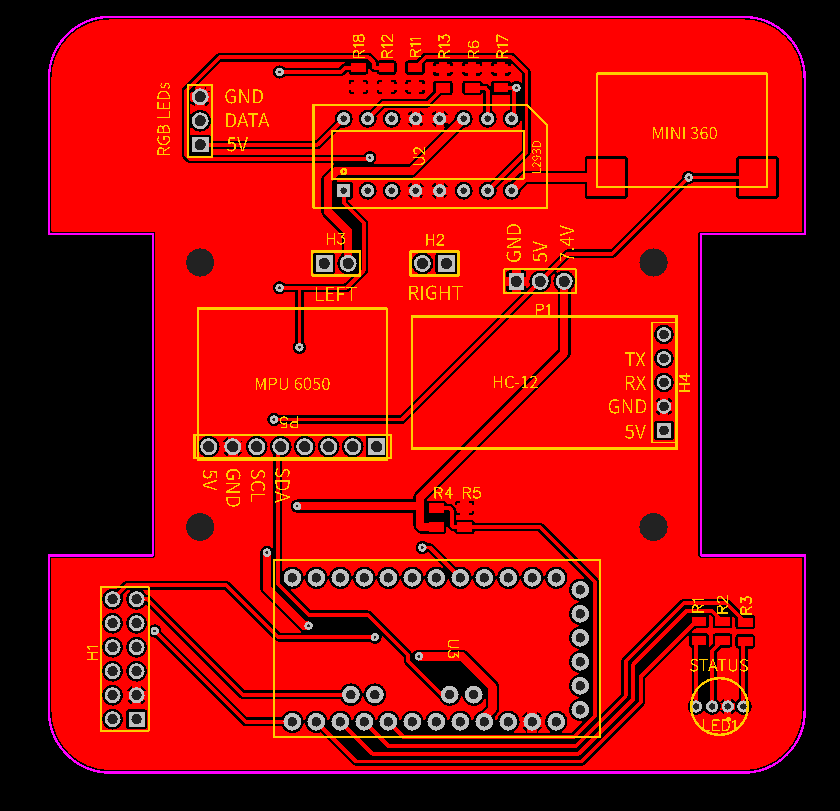 R18 R12 R11 R13 R6 R17
RGB LEDs
GND
DATA
5V
U2
L293D
MINI 360
H3
LEFT
H2
RIGHT
GND
5V
7.4V
P1
MPU 6050
P5
5V
GND
SCL
SDA
HC-12
TX
RX
GND
5V
H4
R4 R5
H1
U3
R1 R2 R3
STATUS
LED1